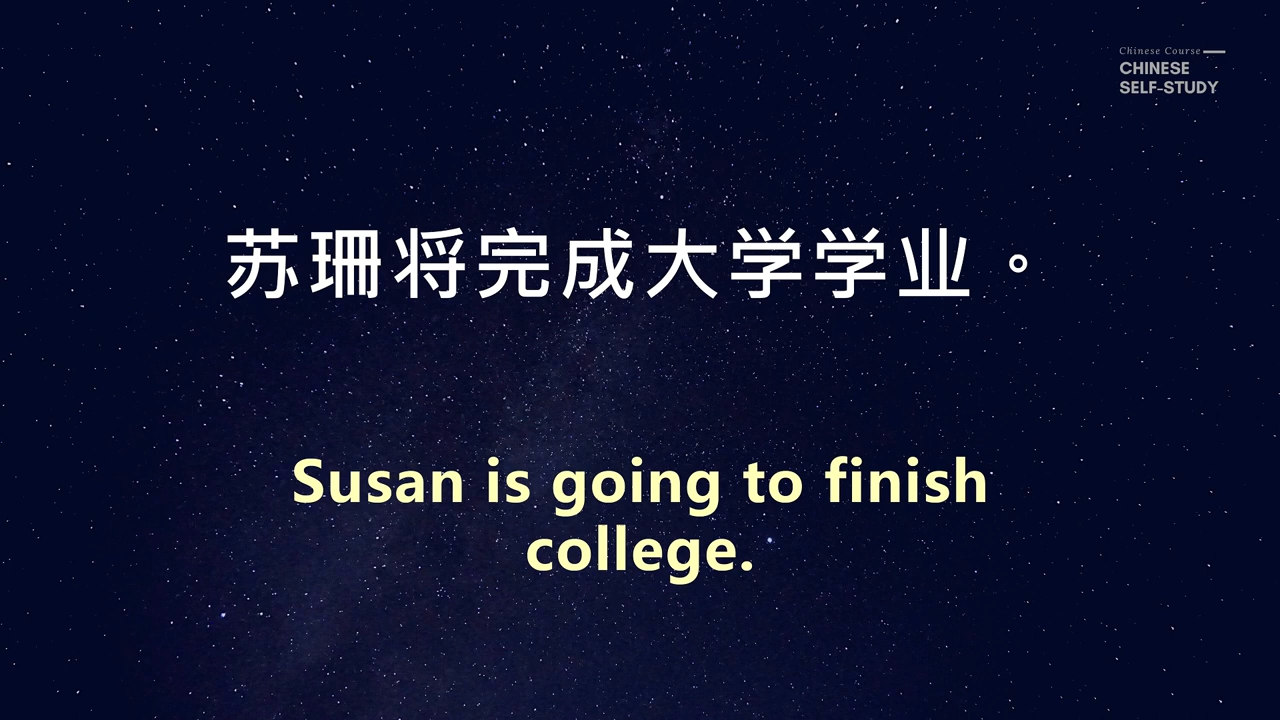 Chinese Course
CHINESE
SELF-STUDY
苏珊将完成大学学业。
Susan is going to finish
college.